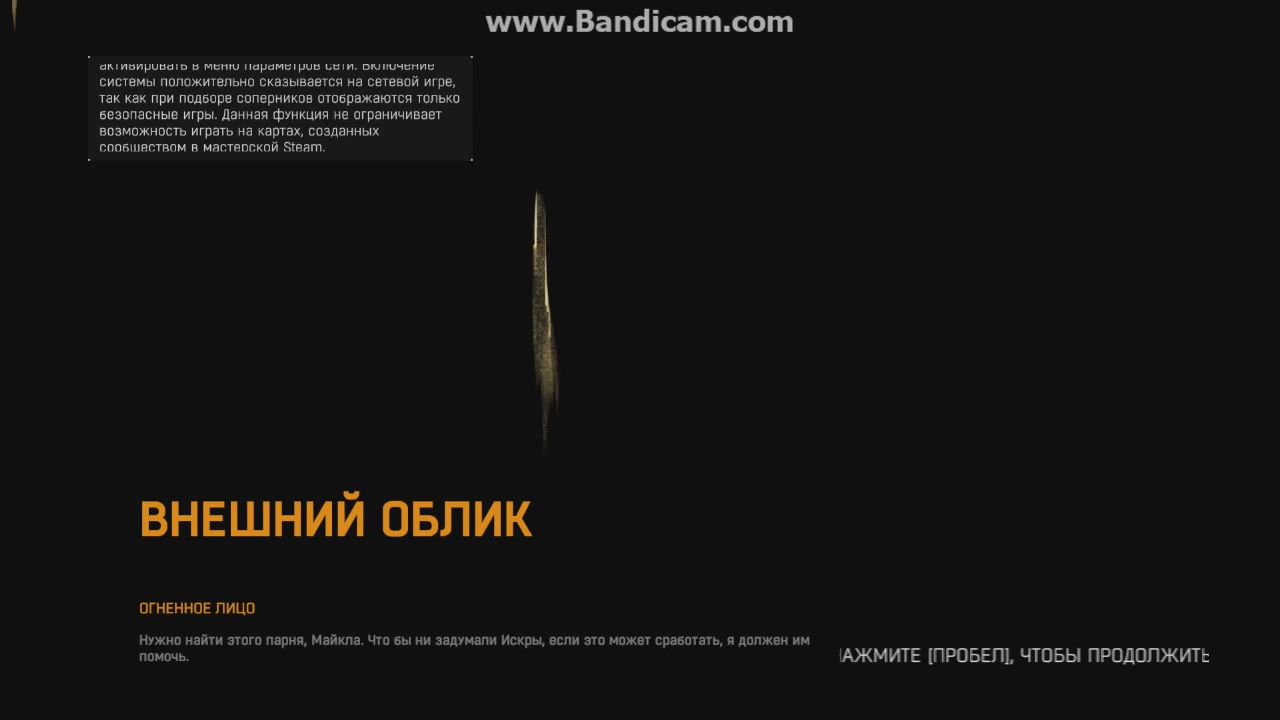 www.Bandicam.com
активировать в меню параметров сети. Включение
системы положительно сказывается на сетевой игре,
так как при подборе соперников отображаются только
безопасные игры. Данная функция не ограничивает
возможность играть на картах, созданных
сообществом в мастерской Steam.
ВНЕШНИЙ ОБЛИК
ОГНЕННОЕ ЛИЦО
Нужно найти этого парня, Майкла. Что бы ни задумали Искры, если это может сработать, я должен им
помочь.
АЖМИТЕ [ПРОБЕЛ], ЧТОБЫ ПРОДОЛЖИТЬ